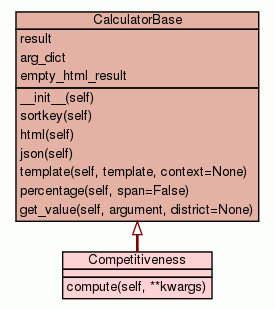 CalculatorBase
result
arg_dict
empty_html_result
__init__(self)
sortkey(self)
html(self)
json(self)
template(self, template, context=None)
percentage(self, span=False)
get_value(self, argument, district=None)
Competitiveness
compute(self, **kwargs)